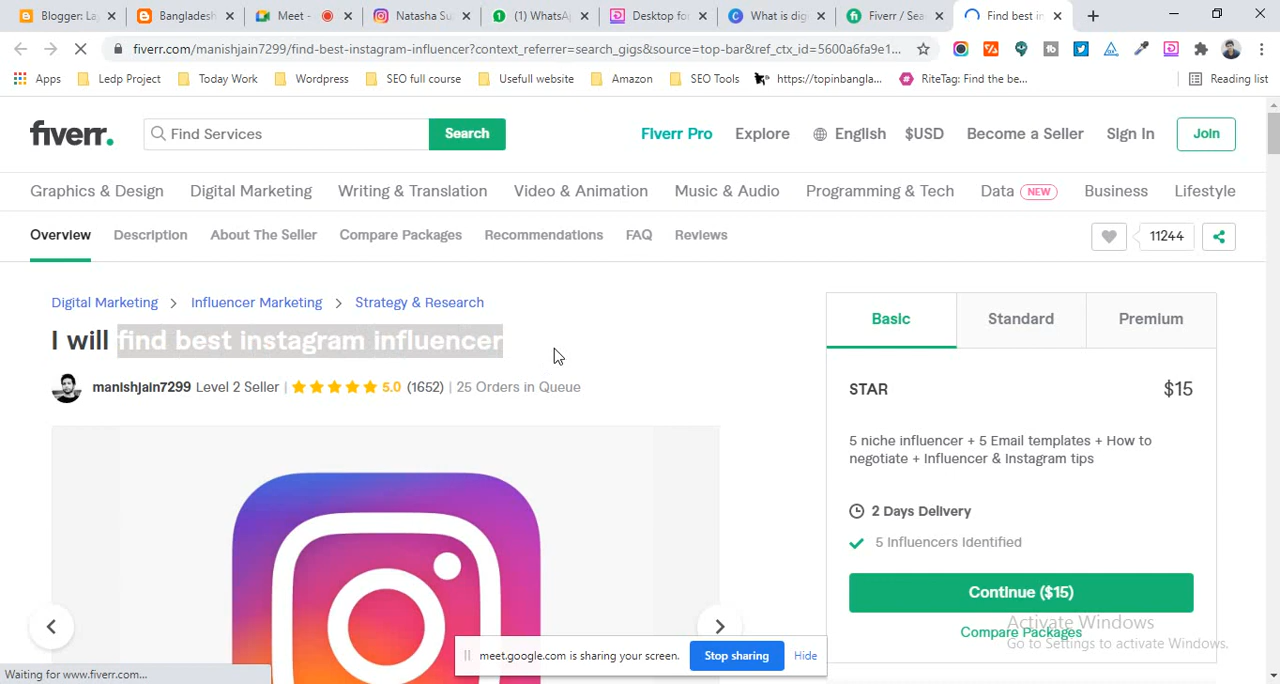 Blogger: La
Bangladesh
Meet -
Natasha Su
(1) WhatsA
Desktop for
What is dig
Fiverr / Sea
Find best in
fiverr.com/manishjain7299/find-best-instagram-influencer?context_referrer=search_gigs&source=top-bar&ref_ctx_id=5600a6fa9e1...
Apps
Ledp Project
Today Work
Wordpress
SEO full course
Usefull website
Amazon
SEO Tools
https://topinbangla...
RiteTag: Find the be...
Reading list
fiverr.
Find Services
Search
Fiverr Pro
Explore
English
$USD
Become a Seller
Sign In
Join
Graphics & Design
Digital Marketing
Writing & Translation
Video & Animation
Music & Audio
Programming & Tech
Data NEW
Business
Lifestyle
Overview
Description
About The Seller
Compare Packages
Recommendations
FAQ
Reviews
11244
Digital Marketing
Influencer Marketing
Strategy & Research
I will find best instagram influencer
manishjain7299 Level 2 Seller | 5.0 (1652) | 25 Orders in Queue
Basic
Standard
Premium
STAR
$15
5 niche influencer + 5 Email templates + How to
negotiate + Influencer & Instagram tips
2 Days Delivery
5 Influencers Identified
Continue ($15)
Compare Packages
Activate Windows
Go to Settings to activate Windows.
meet.google.com is sharing your screen.
Stop sharing
Hide
Waiting for www.fiverr.com...